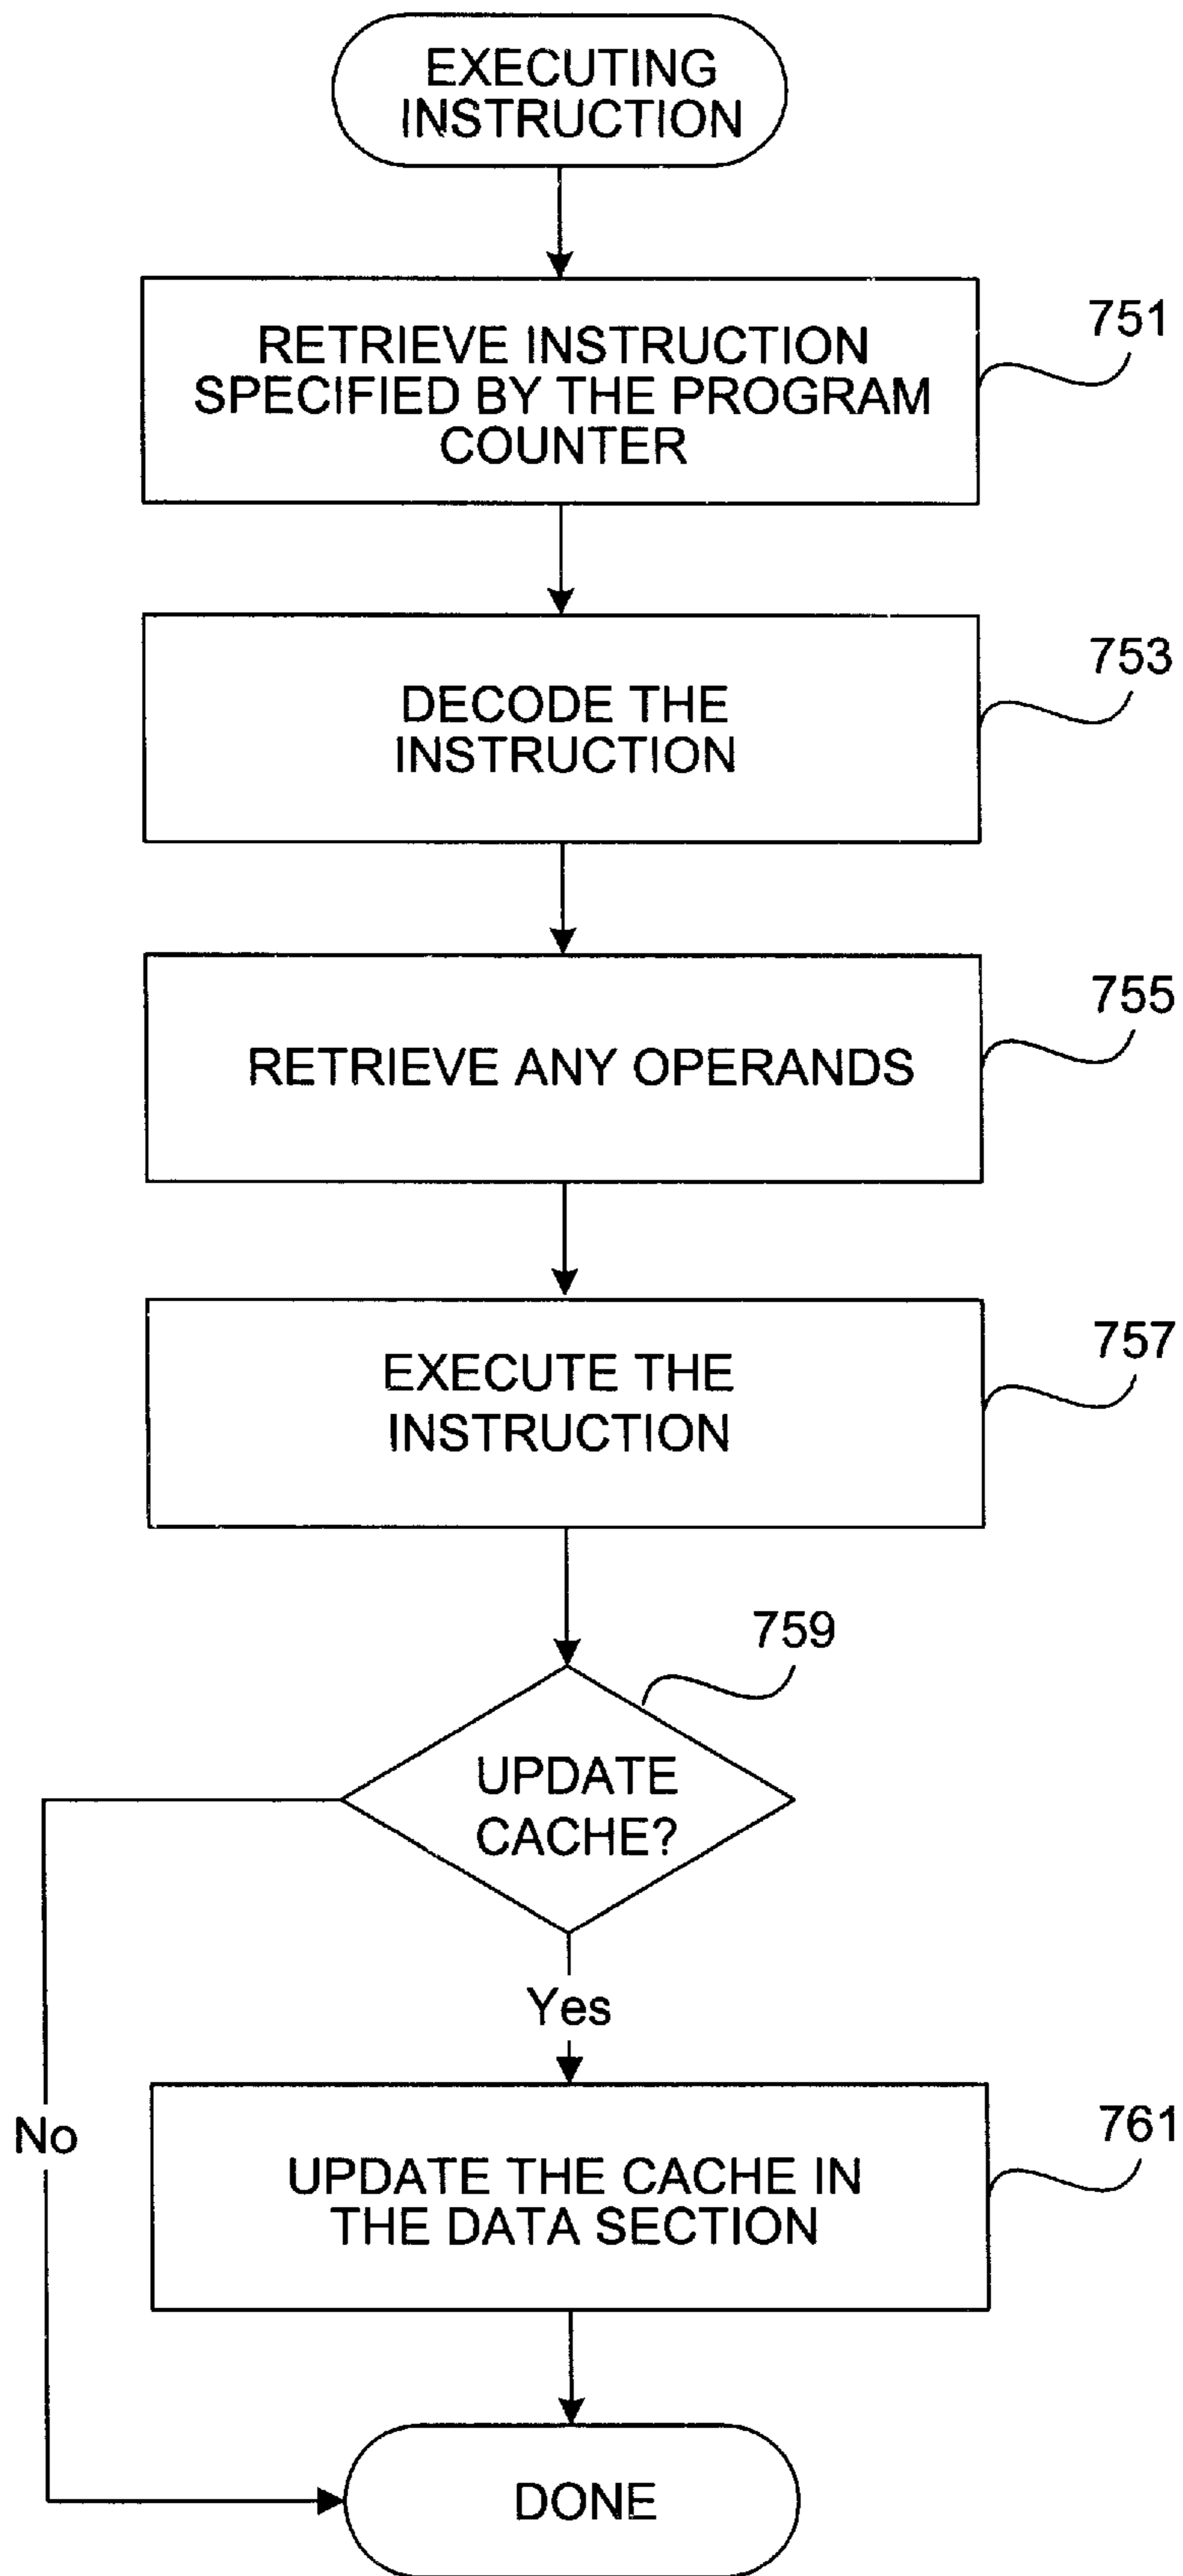 EXECUTING
INSTRUCTION
751
RETRIEVE INSTRUCTION
SPECIFIED BY THE PROGRAM
COUNTER
753
DECODE THE
INSTRUCTION
755
RETRIEVE ANY OPERANDS
757
EXECUTE THE
INSTRUCTION
759
UPDATE
CACHE?
Yes
No
761
UPDATE THE CACHE IN
THE DATA SECTION
DONE